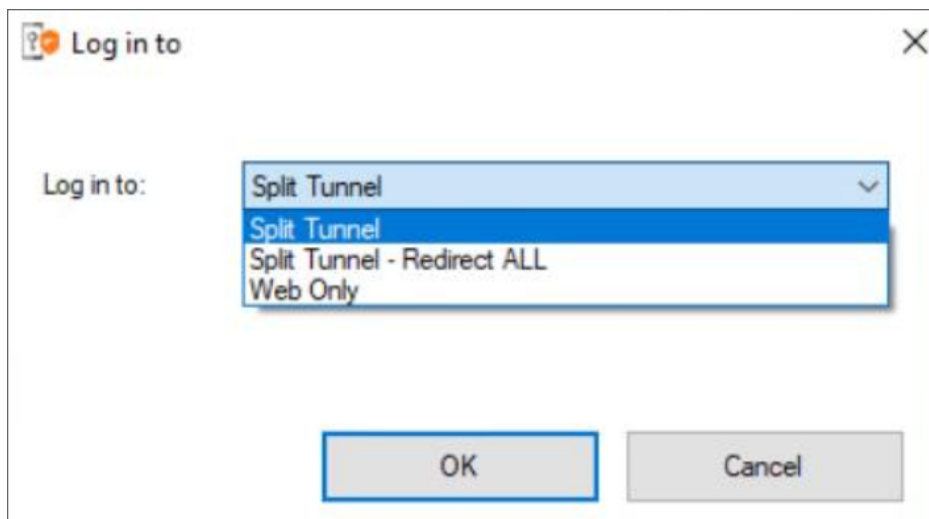 Log in to
Log in to:
Split Tunnel
Split Tunnel
Split Tunnel - Redirect ALL
Web Only
OK
Cancel